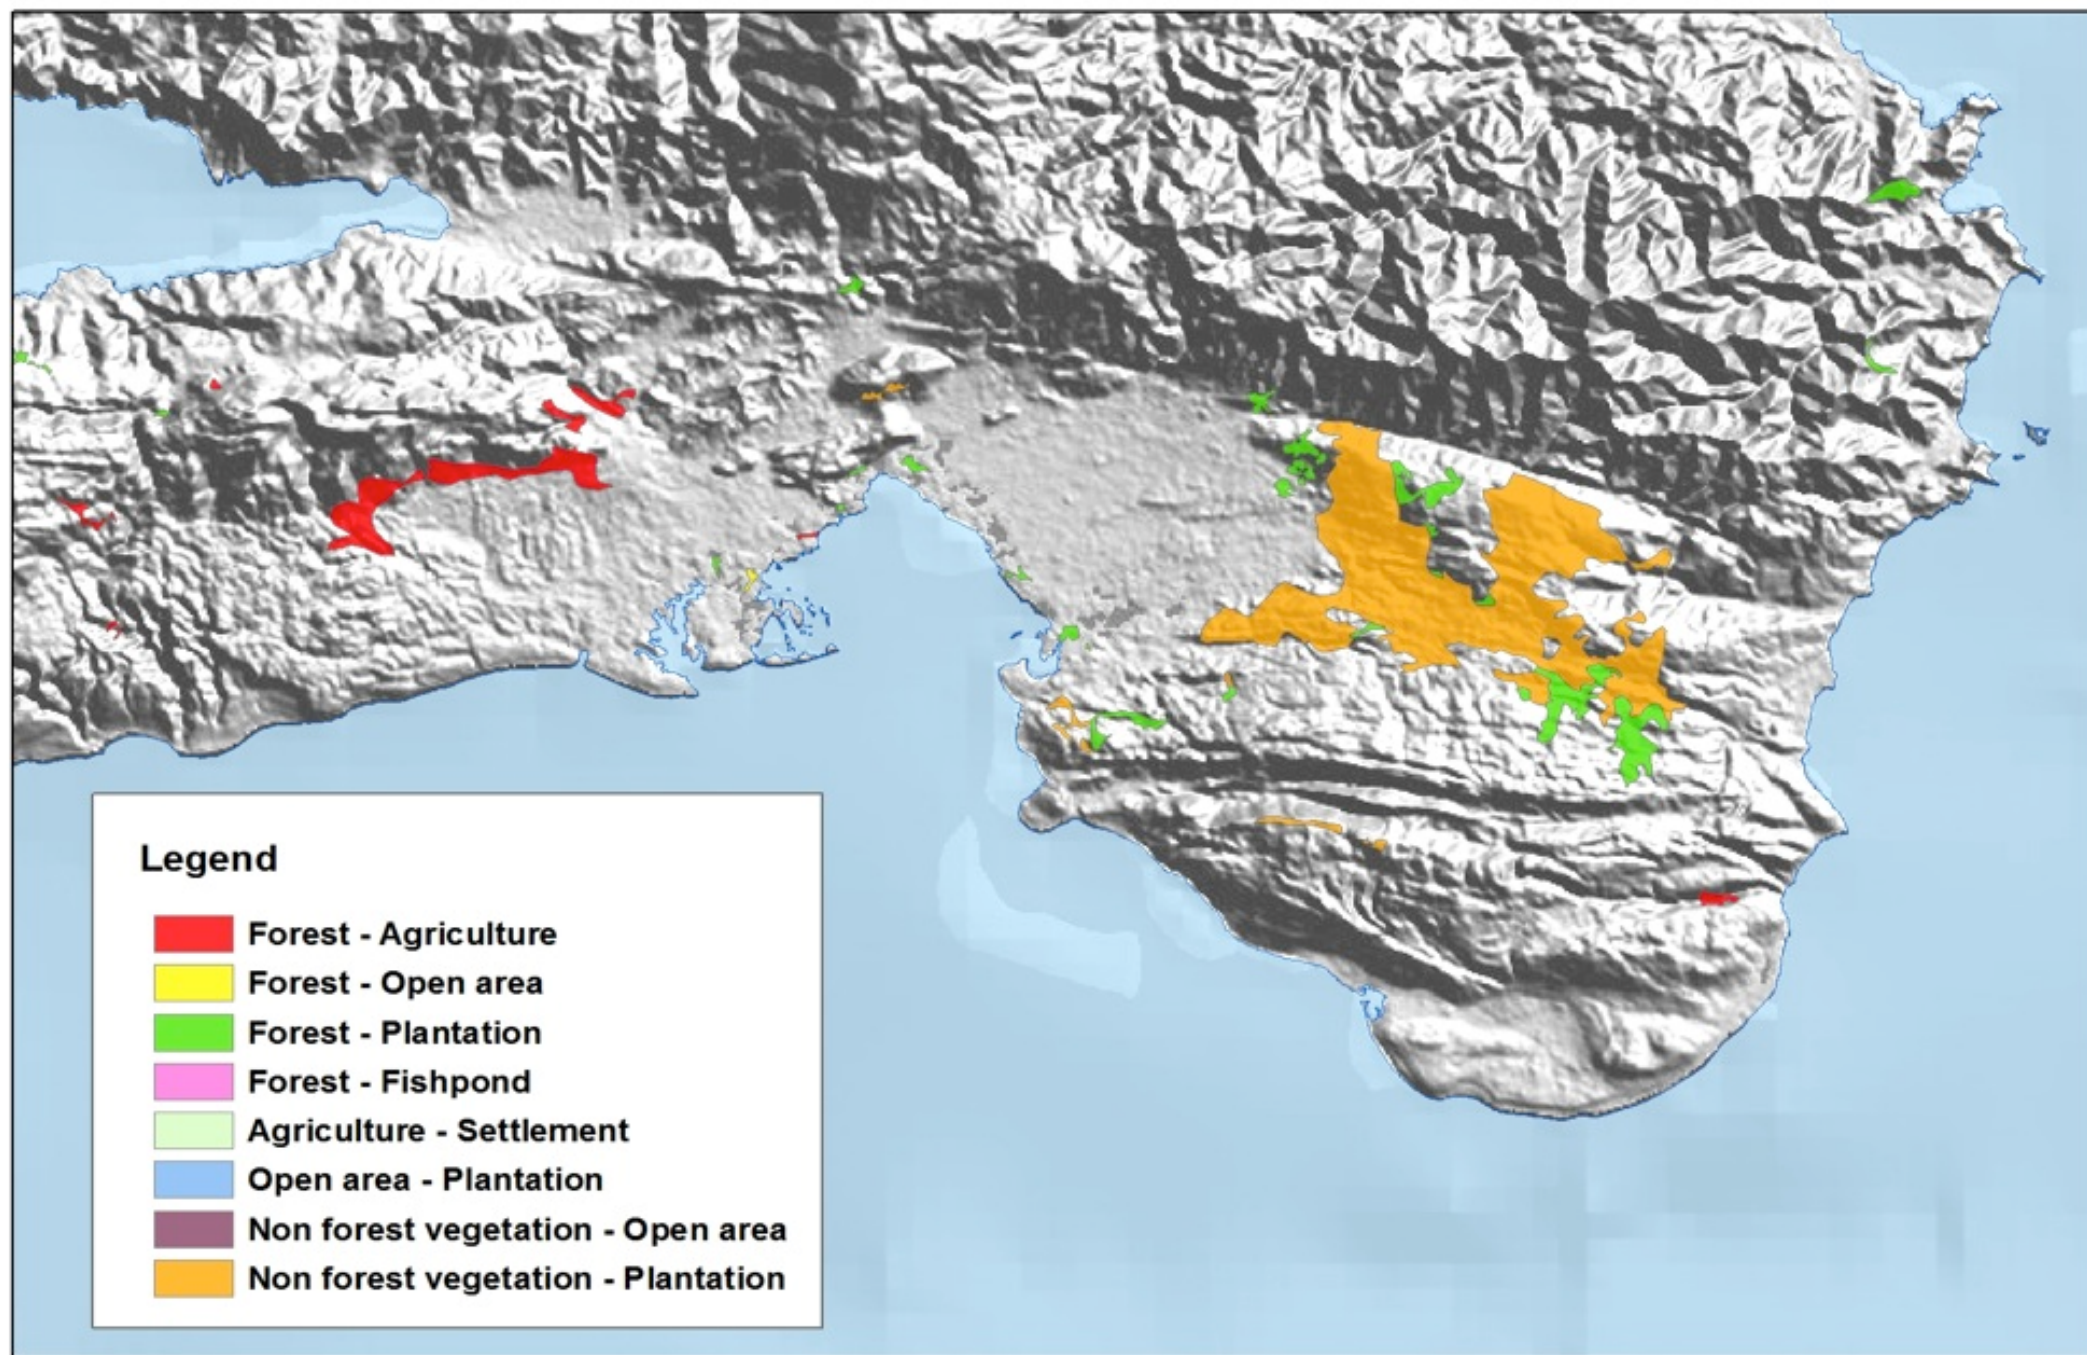 Legend
Forest - Agriculture
Forest - Open area
Forest - Plantation
Forest - Fishpond
Agriculture - Settlement
Open area - Plantation
Non forest vegetation - Open area
Non forest vegetation - Plantation